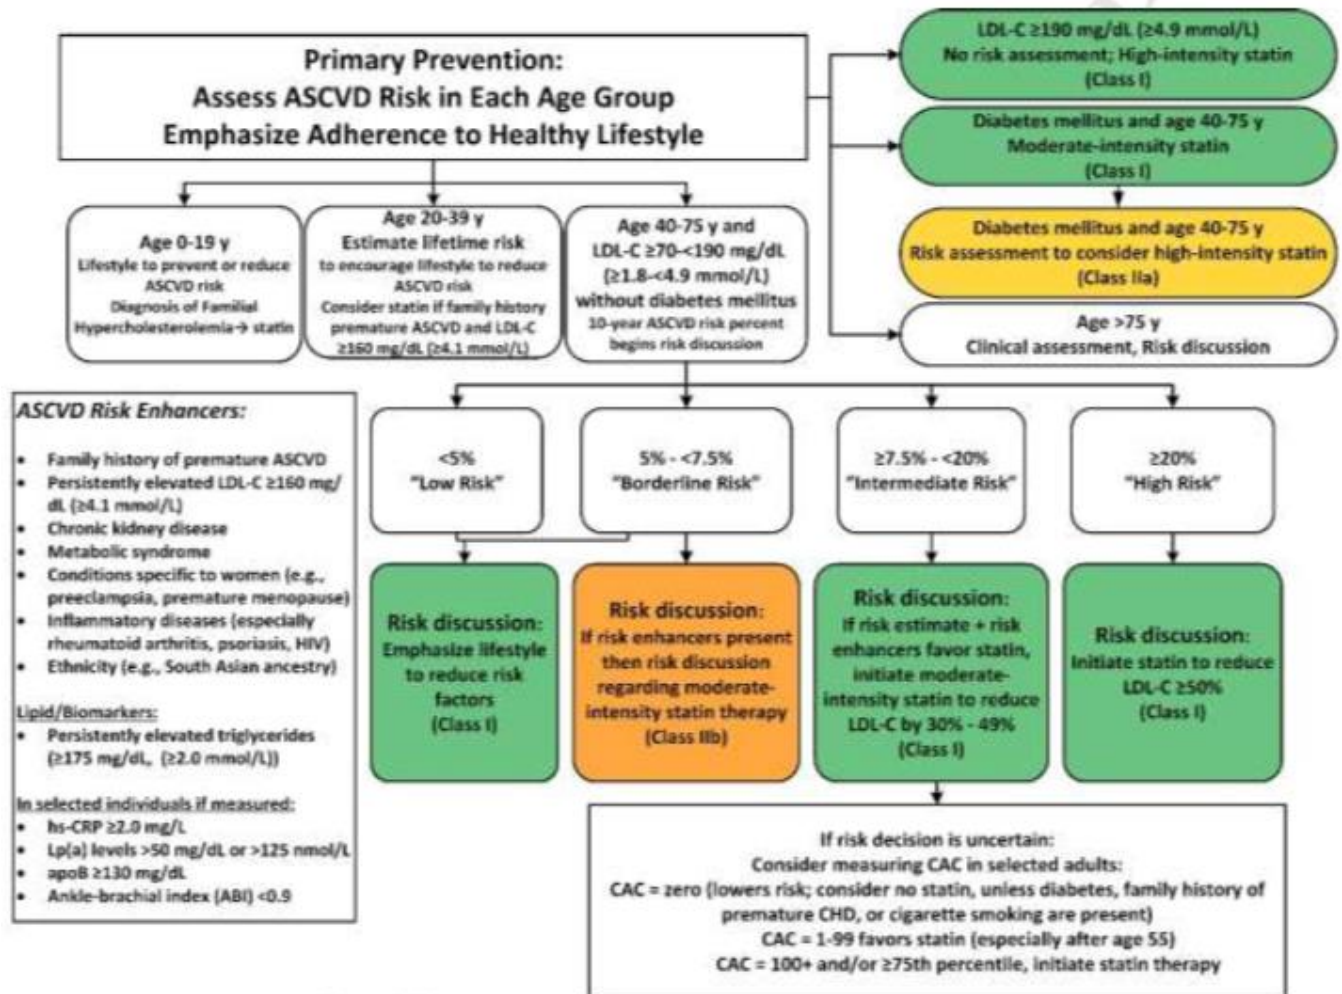 Primary Prevention:
Assess ASCVD Risk in Each Age Group
Emphasize Adherence to Healthy Lifestyle
LDL-C ≥190 mg/dL (≥4.9 mmol/L)
No risk assessment; High-intensity statin
(Class I)
Diabetes mellitus and age 40-75 y
Moderate-intensity statin
(Class I)
Diabetes mellitus and age 40-75 y
Risk assessment to consider high-intensity statin
(Class IIa)
Age >75 y
Clinical assessment, Risk discussion
Age 0-19 y
Lifestyle to prevent or reduce
ASCVD risk
Diagnosis of Familial
Hypercholesterolemia→ statin
Age 20-39 y
Estimate lifetime risk
to encourage lifestyle to reduce
ASCVD risk
Consider statin if family history
premature ASCVD and LDL-C
≥160 mg/dL (≥4.1 mmol/L)
Age 40-75 y and
LDL-C ≥70-<190 mg/dL
(≥1.8-<4.9 mmol/L)
without diabetes mellitus
10-year ASCVD risk percent
begins risk discussion
ASCVD Risk Enhancers:
• Family history of premature ASCVD
• Persistently elevated LDL-C ≥160 mg/
dL (≥4.1 mmol/L)
• Chronic kidney disease
• Metabolic syndrome
• Conditions specific to women (e.g.,
preeclampsia, premature menopause)
• Inflammatory diseases (especially
rheumatoid arthritis, psoriasis, HIV)
• Ethnicity (e.g., South Asian ancestry)
Lipid/Biomarkers:
• Persistently elevated triglycerides
(≥175 mg/dL, (≥2.0 mmol/L))
In selected individuals if measured:
• hs-CRP ≥2.0 mg/L
• Lp(a) levels >50 mg/dL or >125 nmol/L
• apoB ≥130 mg/dL
• Ankle-brachial index (ABI) <0.9
<5%
"Low Risk"
5% - <7.5%
"Borderline Risk"
≥7.5% - <20%
"Intermediate Risk"
≥20%
"High Risk"
Risk discussion:
Emphasize lifestyle
to reduce risk
factors
(Class I)
Risk discussion:
If risk enhancers present
then risk discussion
regarding moderate-
intensity statin therapy
(Class IIb)
Risk discussion:
If risk estimate + risk
enhancers favor statin,
initiate moderate-
intensity statin to reduce
LDL-C by 30% - 49%
(Class I)
Risk discussion:
Initiate statin to reduce
LDL-C ≥50%
(Class I)
If risk decision is uncertain:
Consider measuring CAC in selected adults:
CAC = zero (lowers risk; consider no statin, unless diabetes, family history of
premature CHD, or cigarette smoking are present)
CAC = 1-99 favors statin (especially after age 55)
CAC = 100+ and/or ≥75th percentile, initiate statin therapy